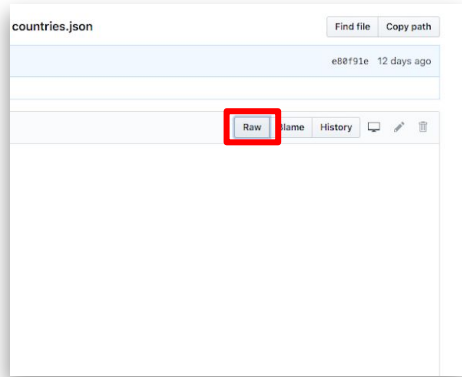 countries.json Find file Copy path
e80f91e 12 days ago
Raw Blame History